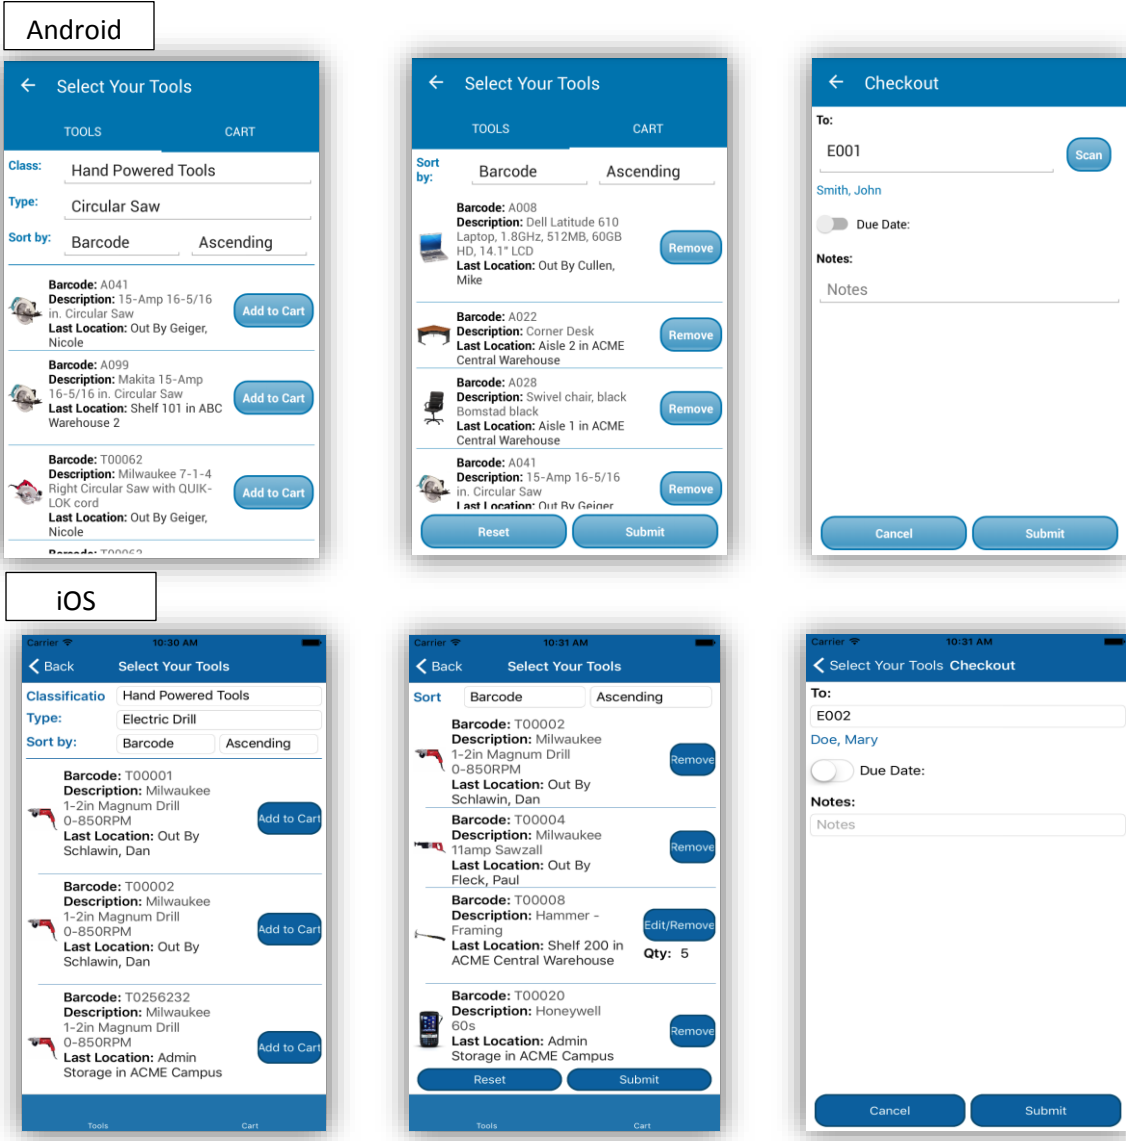 Android
Select Your Tools
TOOLS
CART
Class:
Hand Powered Tools
Type:
Circular Saw
Sort by:
Barcode
Ascending
Barcode: A041
Description: 15-Amp 16-5/16
in. Circular Saw
Last Location: Out By Geiger,
Nicole
Add to Cart
Barcode: A099
Description: Makita 15-Amp
16-5/16 in. Circular Saw
Last Location: Shelf 101 in ABC
Warehouse 2
Add to Cart
Barcode: T00062
Description: Milwaukee 7-1-4
Right Circular Saw with QUIK-
LOK cord
Last Location: Out By Geiger,
Nicole
Add to Cart
Select Your Tools
TOOLS
CART
Sort
by:
Barcode
Ascending
Barcode: A008
Description: Dell Latitude 610
Laptop, 1.8GHz, 512MB, 60GB
HD, 14.1" LCD
Last Location: Out By Cullen,
Mike
Remove
Barcode: A022
Description: Corner Desk
Last Location: Aisle 2 in ACME
Central Warehouse
Remove
Barcode: A028
Description: Swivel chair, black
Bomstad black
Last Location: Aisle 1 in ACME
Central Warehouse
Remove
Barcode: A041
Description: 15-Amp 16-5/16
in. Circular Saw
Last Location: Out By Geiger
Remove
Reset
Submit
Checkout
To:
E001
Scan
Smith, John
Due Date:
Notes:
Notes
Cancel
Submit
iOS
Carrier
10:30 AM
Back
Select Your Tools
Classificatio
Hand Powered Tools
Type:
Electric Drill
Sort by:
Barcode
Ascending
Barcode: T00001
Description: Milwaukee
1-2in Magnum Drill
0-850RPM
Last Location: Out By
Schlawin, Dan
Add to Cart
Barcode: T00002
Description: Milwaukee
1-2in Magnum Drill
0-850RPM
Last Location: Out By
Schlawin, Dan
Add to Cart
Barcode: T0256232
Description: Milwaukee
1-2in Magnum Drill
0-850RPM
Last Location: Admin
Storage in ACME Campus
Add to Cart
Tools
Cart
Carrier
10:31 AM
Back
Select Your Tools
Sort
Barcode
Ascending
Barcode: T00002
Description: Milwaukee
1-2in Magnum Drill
0-850RPM
Last Location: Out By
Schlawin, Dan
Remove
Barcode: T00004
Description: Milwaukee
11amp Sawzall
Last Location: Out By
Fleck, Paul
Remove
Barcode: T00008
Description: Hammer -
Framing
Last Location: Shelf 200 in
ACME Central Warehouse
Edit/Remove
Qty: 5
Barcode: T00020
Description: Honeywell
60s
Last Location: Admin
Storage in ACME Campus
Remove
Reset
Submit
Tools
Cart
Carrier
10:31 AM
Select Your Tools Checkout
To:
E002
Doe, Mary
Due Date:
Notes:
Notes
Cancel
Submit